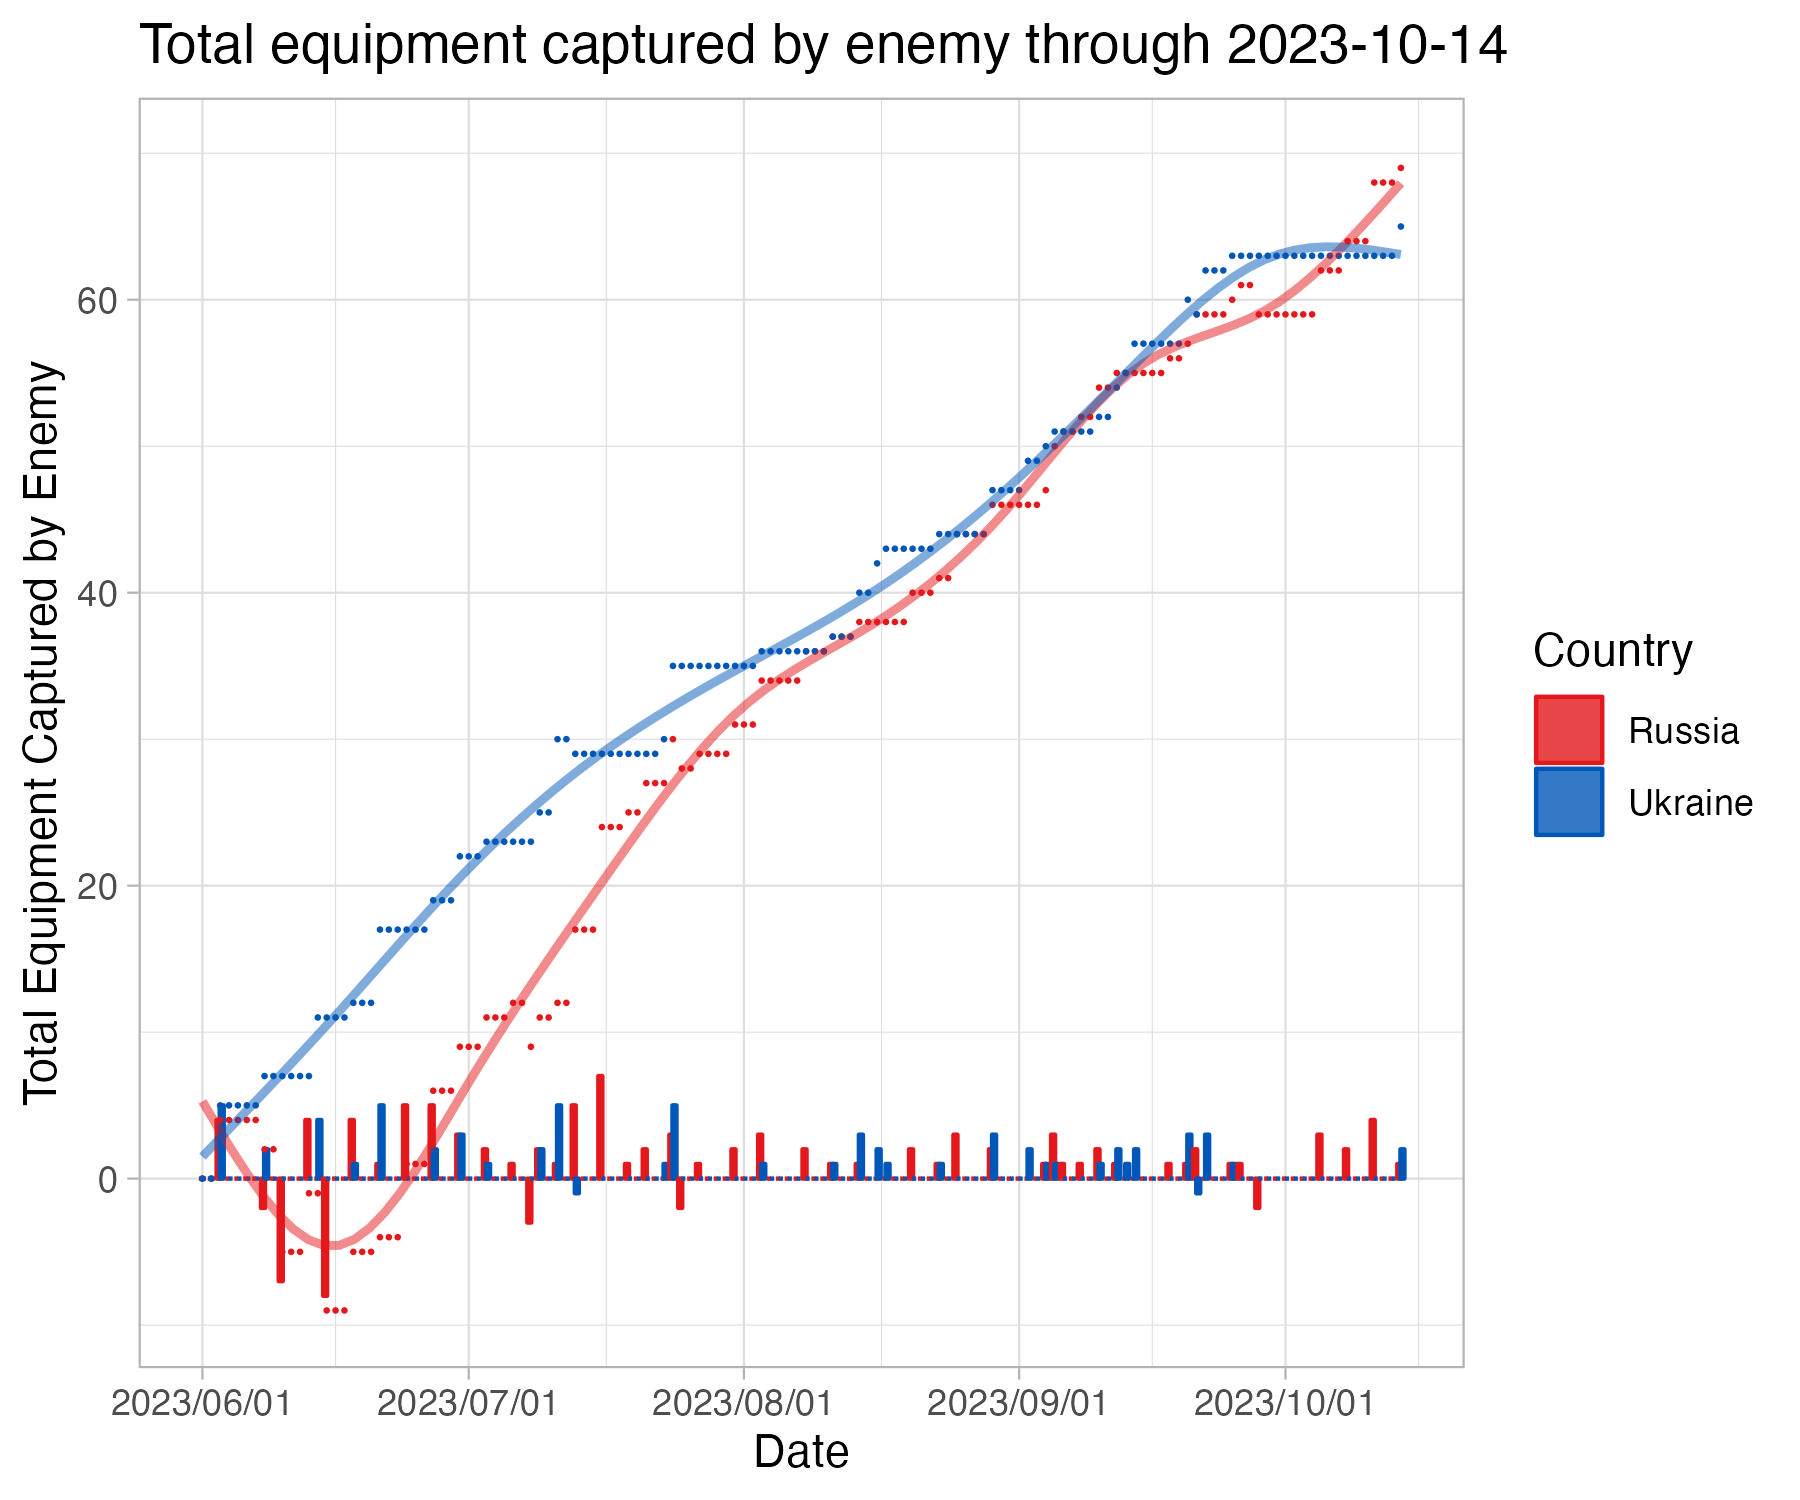 Total equipment captured by enemy through 2023-10-14
Total Equipment Captured by Enemy
60
40
20
0
2023/06/01
2023/07/01
2023/08/01
2023/09/01
2023/10/01
Date
Country
Russia
Ukraine